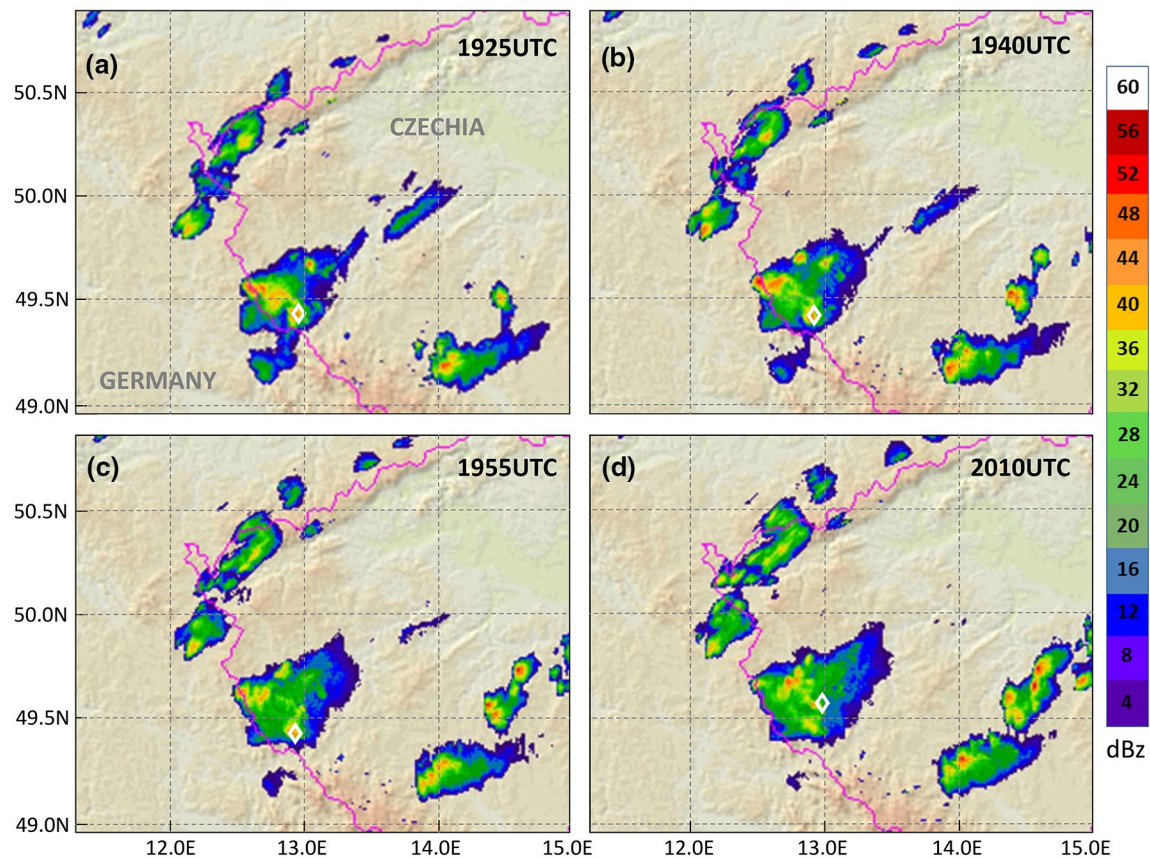 (a)
1925UTC
(b)
1940UTC
CZECHIA
GERMANY
50.5N
50.0N
49.5N
49.0N
(c)
1955UTC
(d)
2010UTC
50.5N
50.0N
49.5N
49.0N
12.0E 13.0E 14.0E 15.0E
12.0E 13.0E 14.0E 15.0E
60
56
52
48
44
40
36
32
28
24
20
16
12
8
4
dBz